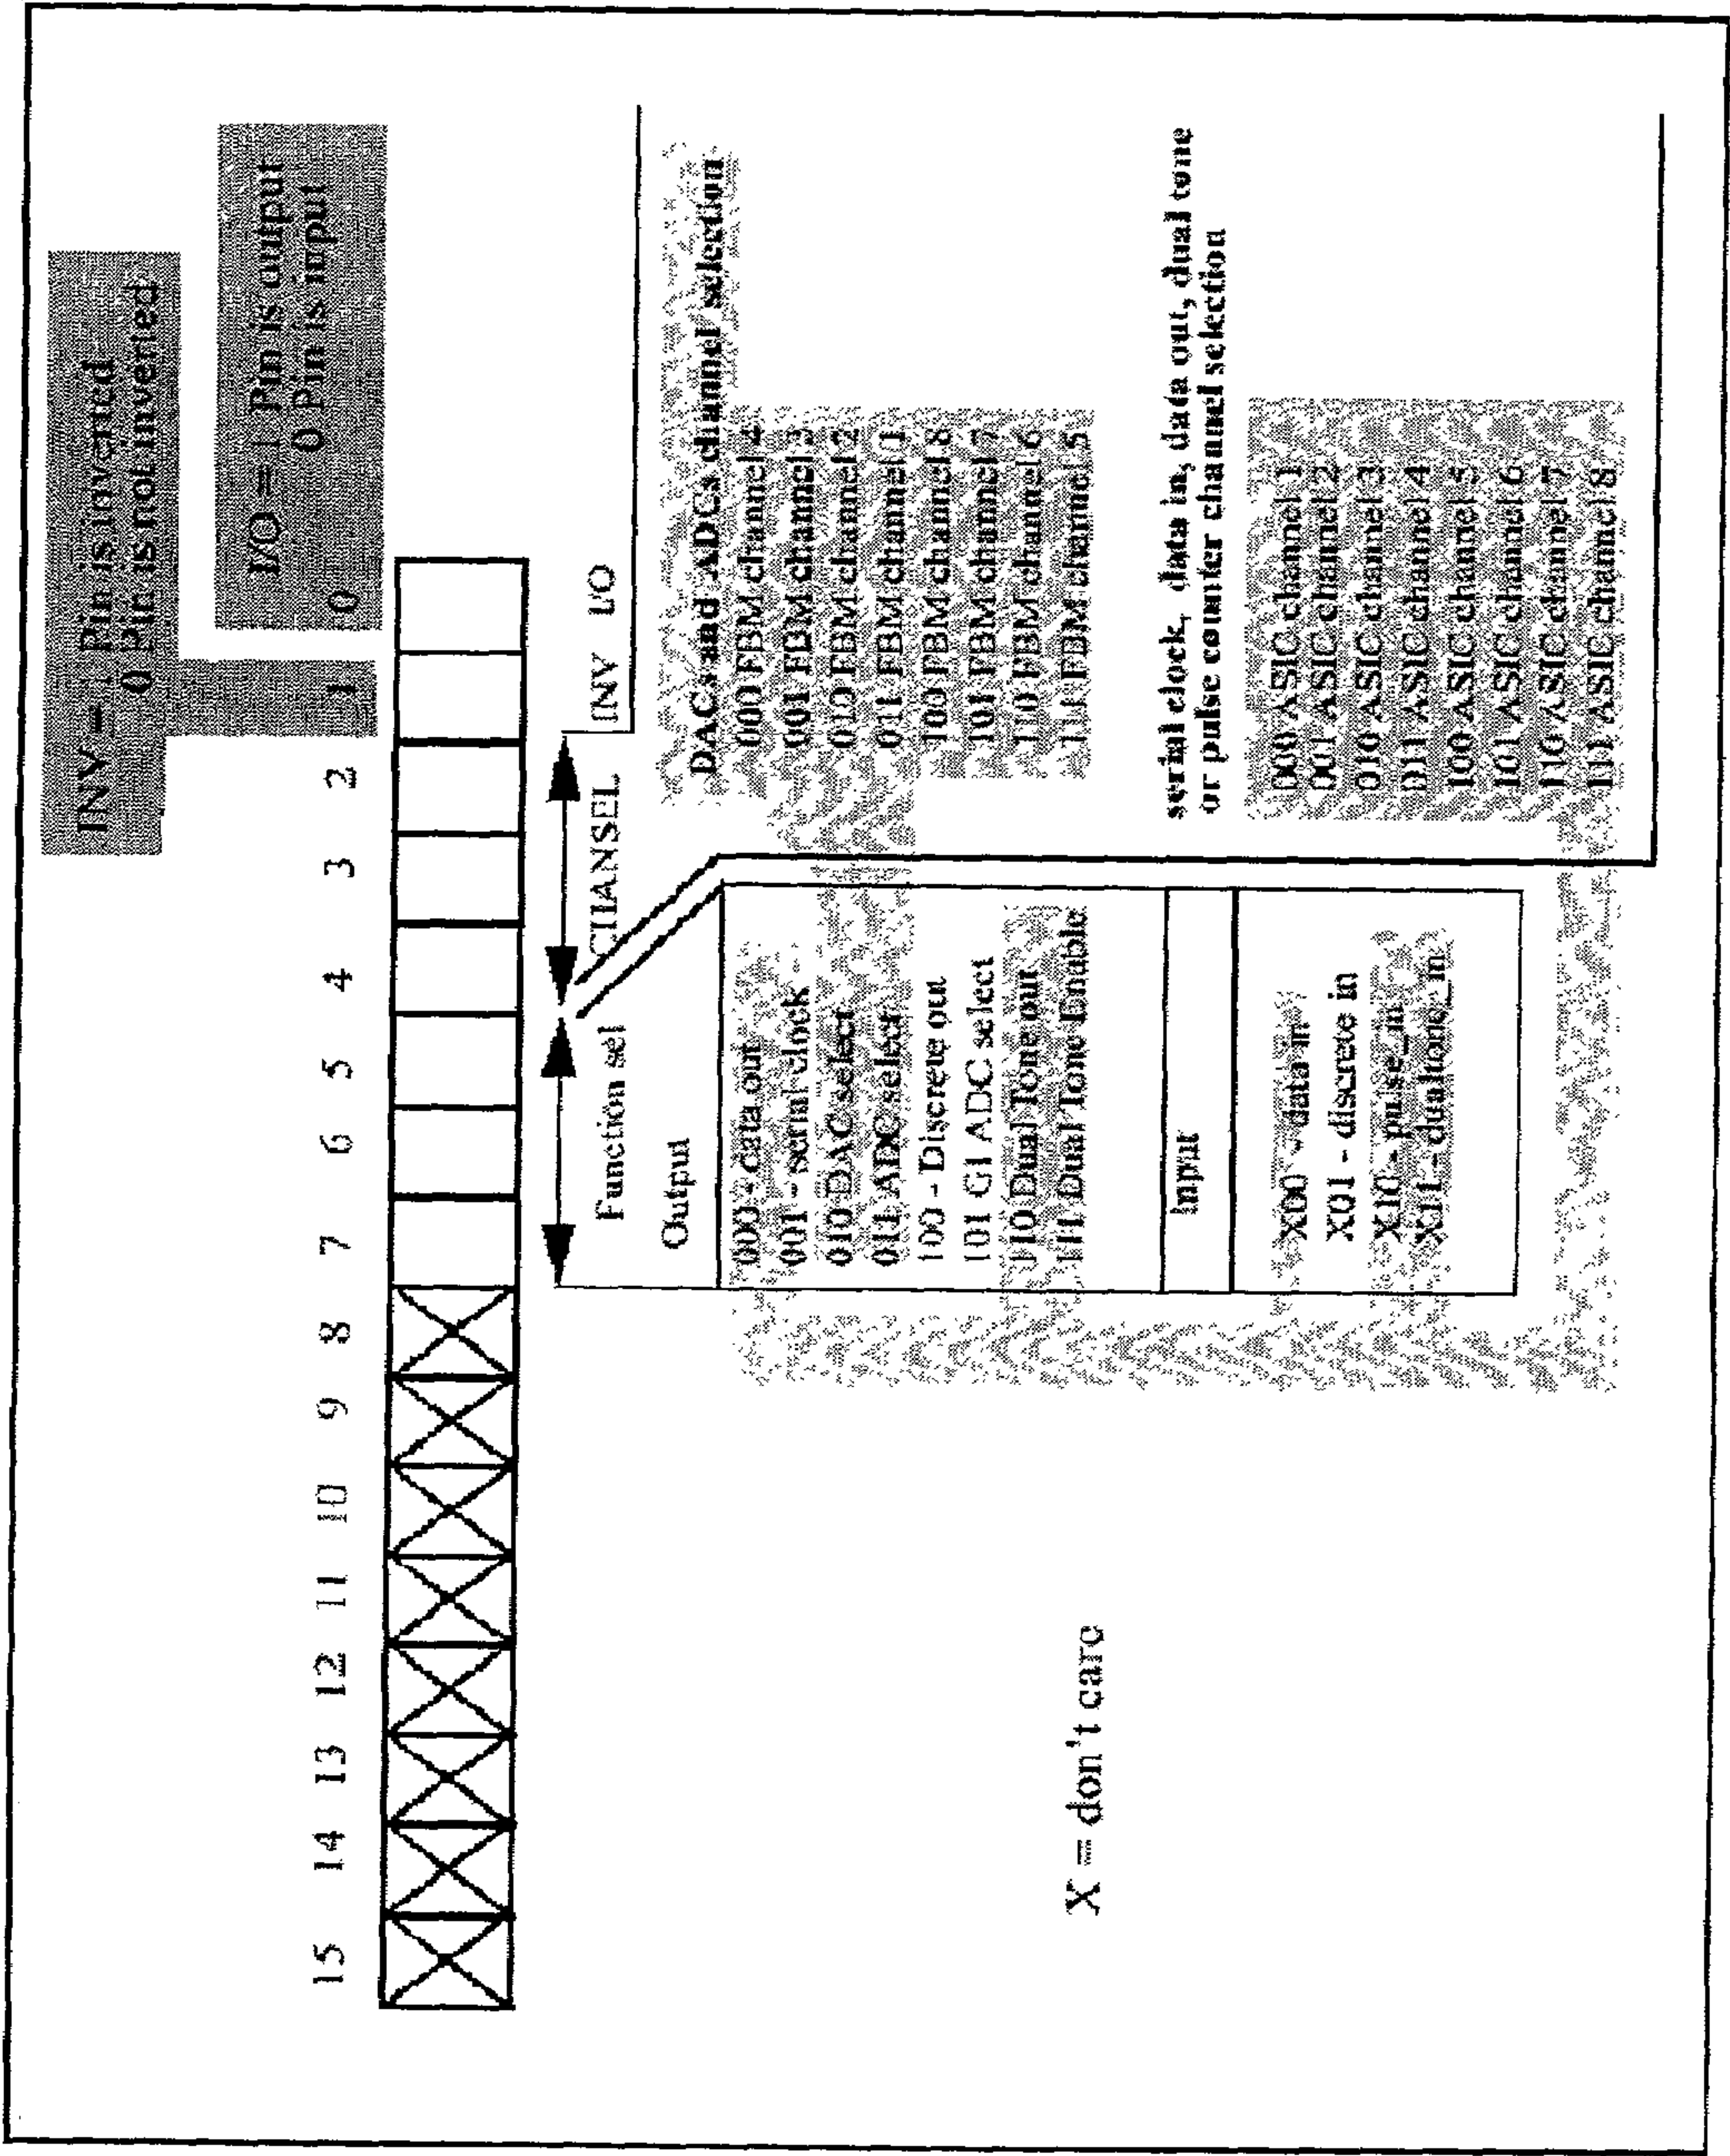 INV = 1 Pin is inverted
0 Pin is not inverted
I/O = 1 Pin is output
0 Pin is input
15 14 13 12 11 10 9 8 7 6 5 4 3 2 1 0
Function sel CHANSEL INV I/O
Output
000 - data out
001 - serial clock
010 DAC select
011 ADC select
100 - Discrete out
101 G1 ADC select
110 Dual Tone out
111 Dual Tone Enable
Input
X00 - data in
X01 - discrete in
X10 - pulse_in
X11 - dualtone_in
DACs and ADCs channel selection
000 FBM channel 4
001 FBM channel 3
010 FBM channel 2
011 FBM channel 1
100 FBM channel 8
101 FBM channel 7
110 FBM channel 6
111 FBM channel 5
serial clock, data in, data out, dual tone
or pulse counter channel selection
000 ASIC channel 1
001 ASIC channel 2
010 ASIC channel 3
011 ASIC channel 4
100 ASIC channel 5
101 ASIC channel 6
110 ASIC channel 7
111 ASIC channel 8
X = don't care